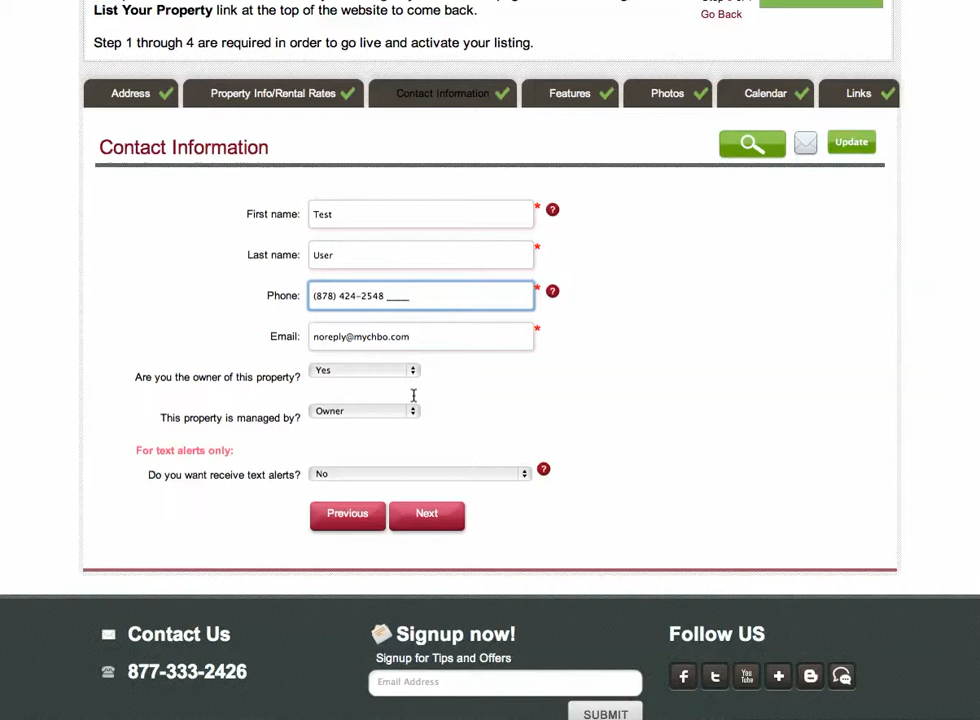 List Your Property link at the top of the website to come back.
Go Back
Step 1 through 4 are required in order to go live and activate your listing.
Address
Property Info/Rental Rates
Contact Information
Features
Photos
Calendar
Links
Contact Information
Update
First name: Test * ?
Last name: User *
Phone: (878) 424-2548 _____ * ?
Email: noreply@mychbo.com *
Are you the owner of this property? Yes
This property is managed by? Owner
For text alerts only:
Do you want receive text alerts? No ?
Previous Next
Contact Us
Signup now!
Follow US
877-333-2426
Signup for Tips and Offers
Email Address
SUBMIT
You Tube